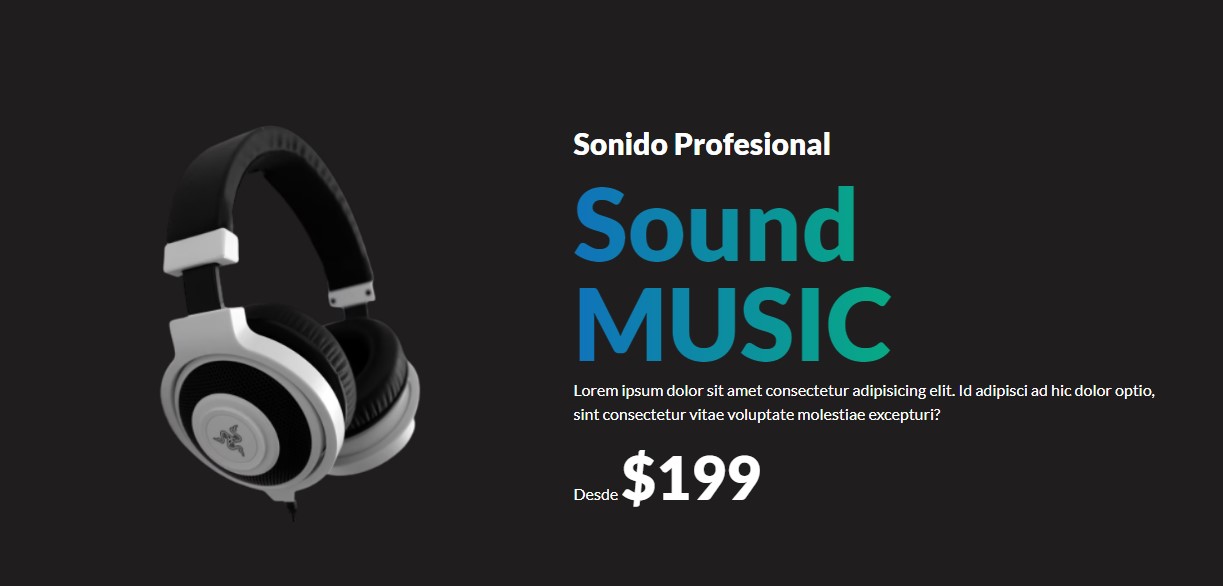 Sonido Profesional
Sound
MUSIC
Lorem ipsum dolor sit amet consectetur adipisicing elit. Id adipisci ad hic dolor optio,
sint consectetur vitae voluptate molestiae excepturi?
Desde $199